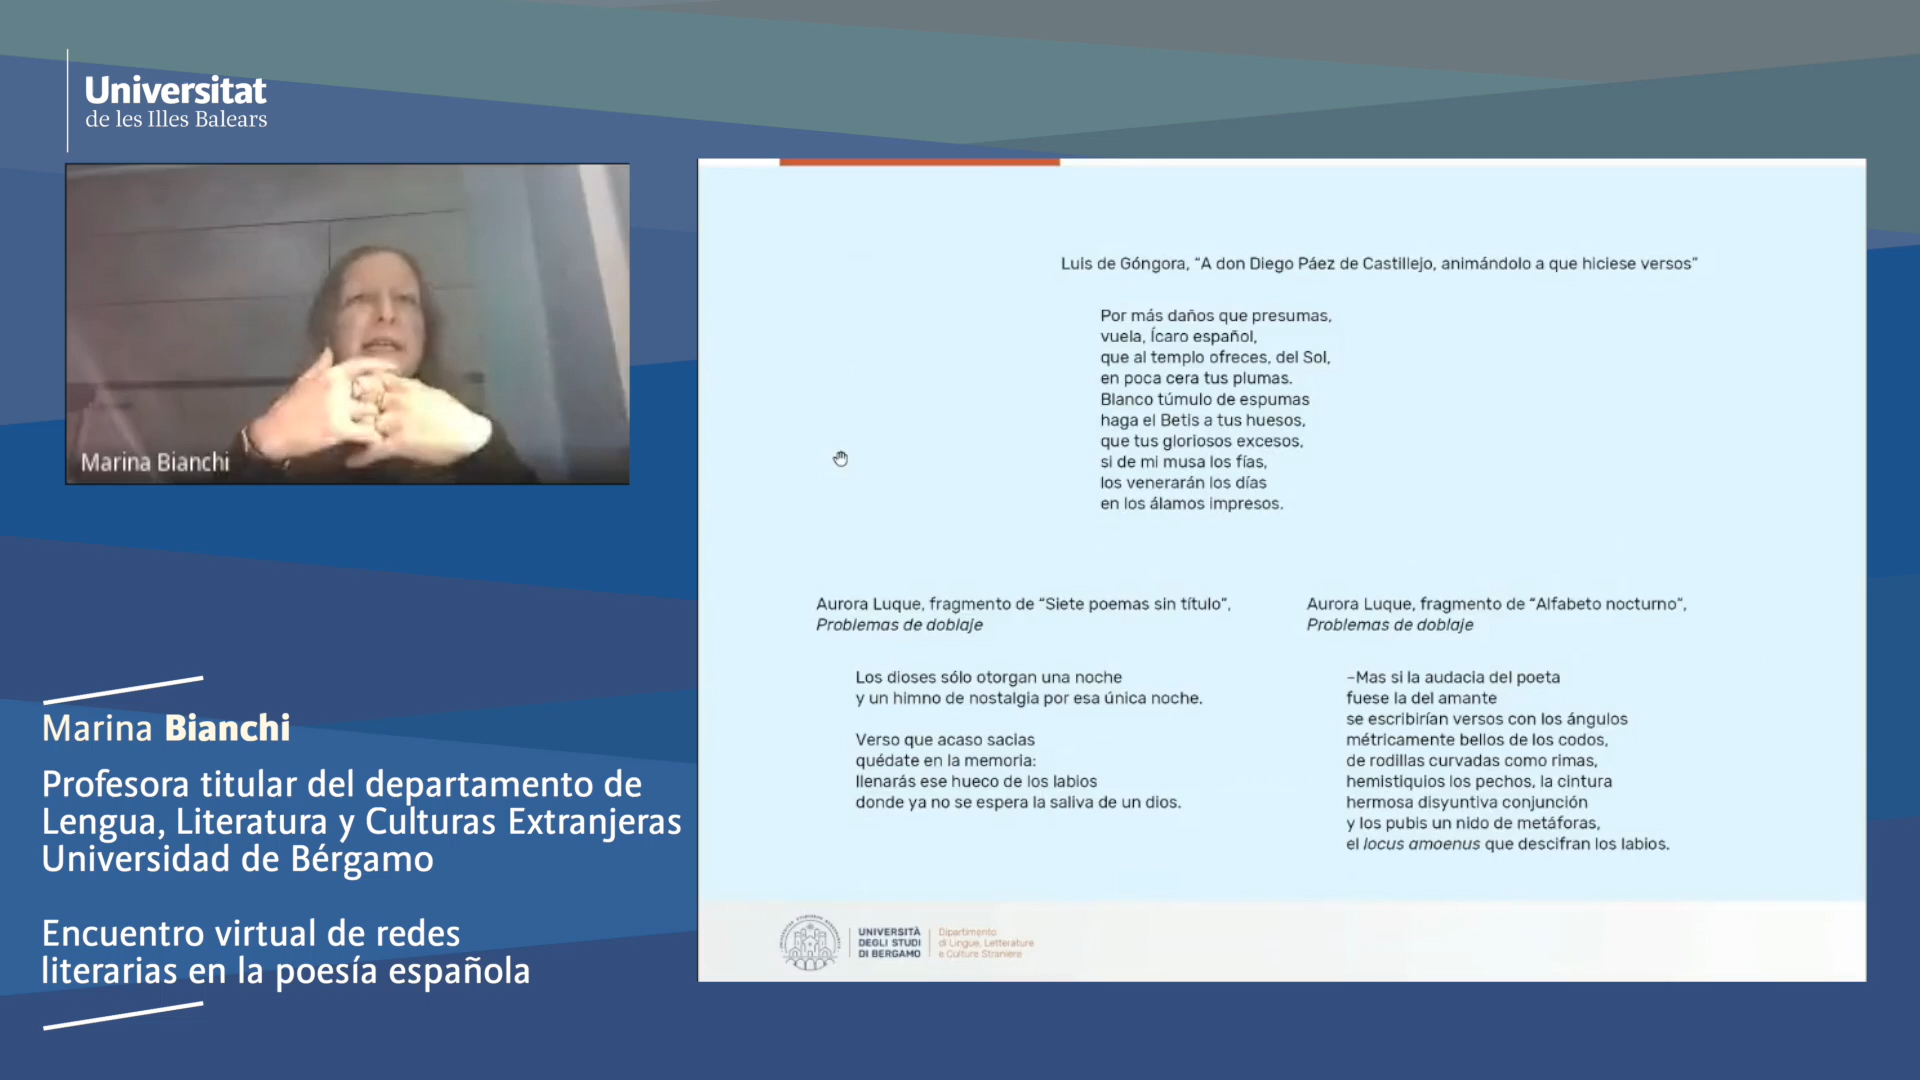 Universitat
de les Illes Balears
Marina Bianchi
Marina Bianchi
Profesora titular del departamento de
Lengua, Literatura y Culturas Extranjeras
Universidad de Bérgamo
Encuentro virtual de redes
literarias en la poesía española
Luis de Góngora, “A don Diego Páez de Castillejo, animándolo a que hiciese versos”
Por más daños que presumas,
vuela, Ícaro español,
que al templo ofreces, del Sol,
en poca cera tus plumas.
Blanco túmulo de espumas
haga el Betis a tus huesos,
que tus gloriosos excesos,
si de mi musa los fías,
los venerarán los días
en los álamos impresos.
Aurora Luque, fragmento de “Siete poemas sin título”,
Problemas de doblaje
Los dioses sólo otorgan una noche
y un himno de nostalgia por esa única noche.
Verso que acaso sacias
quédate en la memoria:
llenarás ese hueco de los labios
donde ya no se espera la saliva de un dios.
Aurora Luque, fragmento de “Alfabeto nocturno”,
Problemas de doblaje
–Mas si la audacia del poeta
fuese la del amante
se escribirían versos con los ángulos
métricamente bellos de los codos,
de rodillas curvadas como rimas,
hemistiquios los pechos, la cintura
hermosa disyuntiva conjunción
y los pubis un nido de metáforas,
el locus amoenus que descifran los labios.
UNIVERSITÀ
DEGLI STUDI
DI BERGAMO
Dipartimento
di Lingue, Letterature
e Culture Straniere